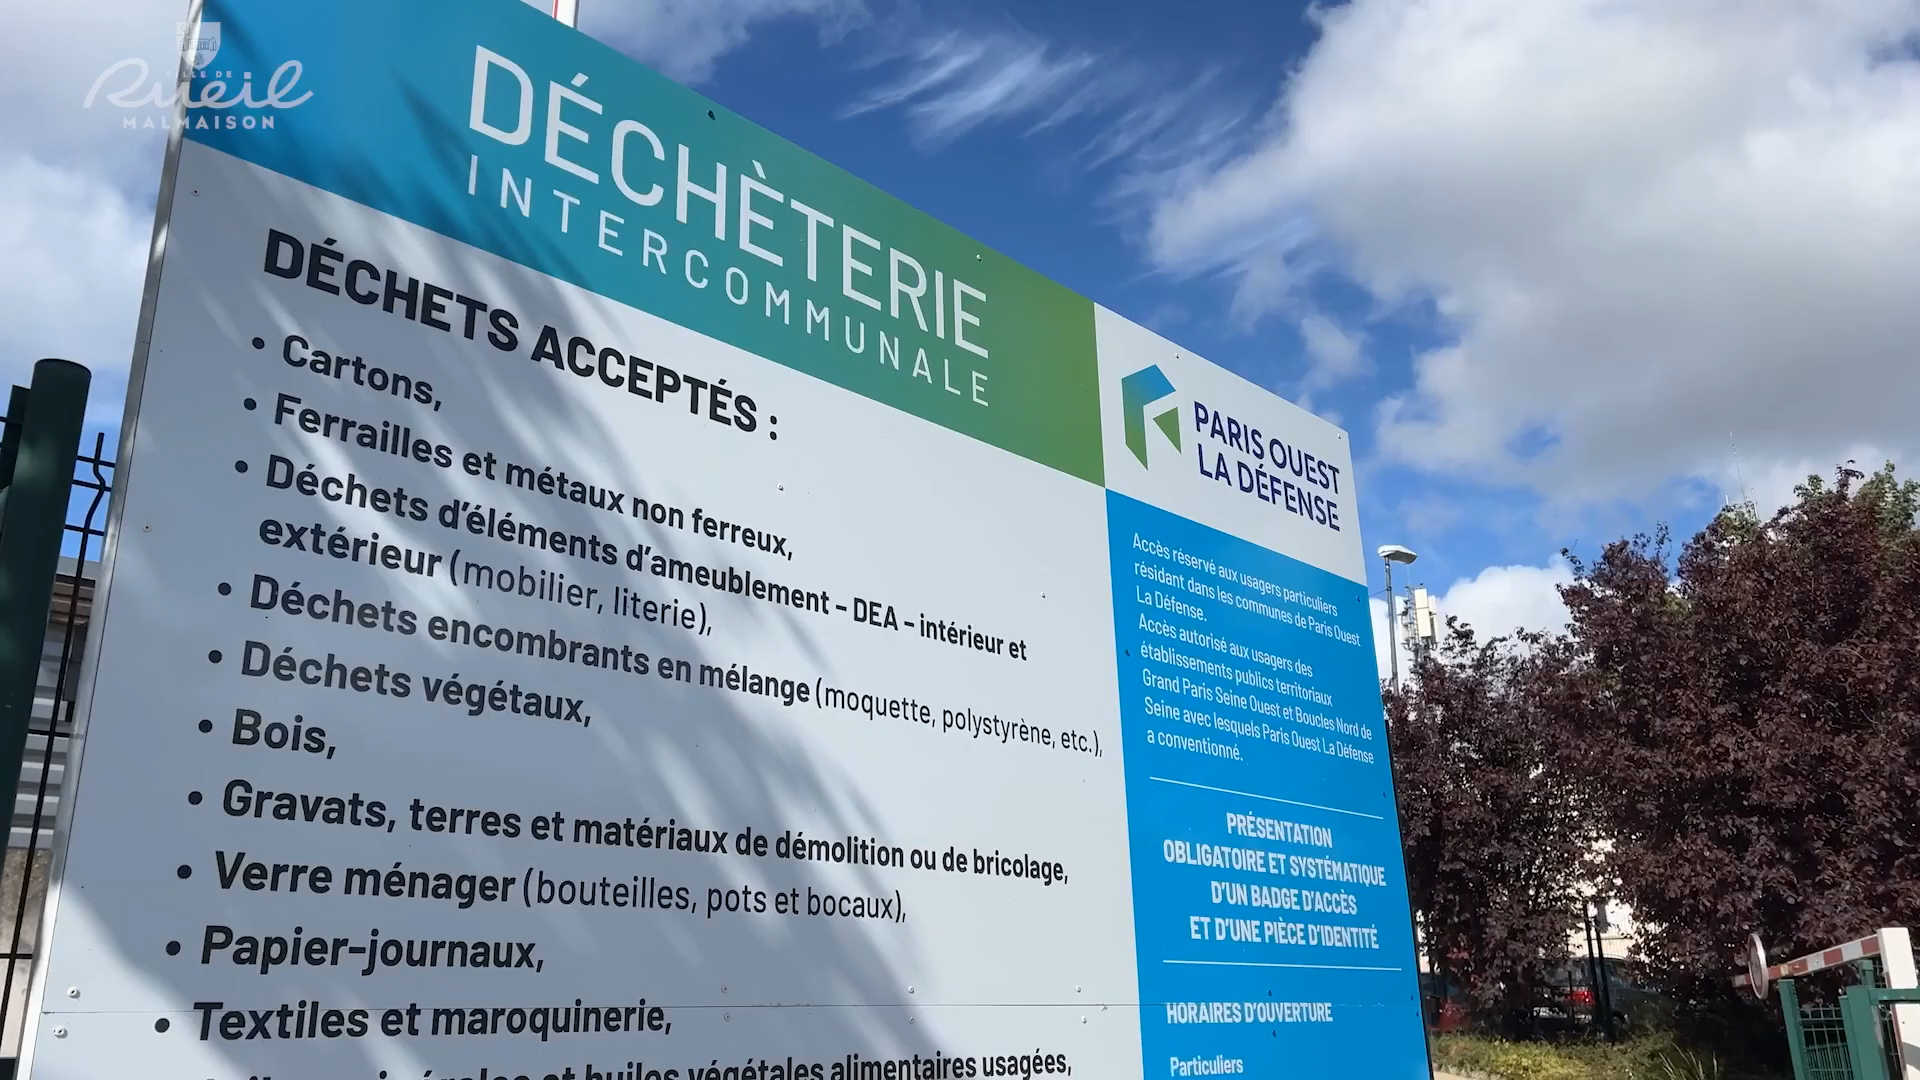 VILLE DE
Rueil
MALMAISON
DÉCHÈTERIE
INTERCOMMUNALE
DÉCHETS ACCEPTÉS :
• Cartons,
• Ferrailles et métaux non ferreux,
• Déchets d'éléments d'ameublement – DEA – intérieur et
extérieur (mobilier, literie),
• Déchets encombrants en mélange (moquette, polystyrène, etc.),
• Déchets végétaux,
• Bois,
• Gravats, terres et matériaux de démolition ou de bricolage,
• Verre ménager (bouteilles, pots et bocaux),
• Papier-journaux,
• Textiles et maroquinerie,
et huiles végétales alimentaires usagées,
PARIS OUEST
LA DÉFENSE
Accès réservé aux usagers particuliers
résidant dans les communes de Paris Ouest
La Défense.
Accès autorisé aux usagers des
établissements publics territoriaux
Grand Paris Seine Ouest et Boucles Nord de
Seine avec lesquels Paris Ouest La Défense
a conventionné.
PRÉSENTATION
OBLIGATOIRE ET SYSTÉMATIQUE
D'UN BADGE D'ACCÈS
ET D'UNE PIÈCE D'IDENTITÉ
HORAIRES D'OUVERTURE
Particuliers